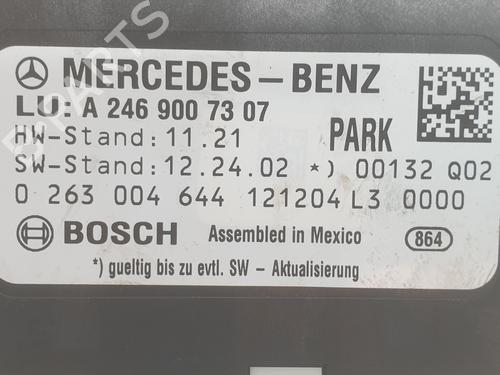 MERCEDES-BENZ
LU: A 246 900 73 07
HW-Stand: 11.21 PARK
SW-Stand: 12.24.02 *) 00132 Q02
0 263 004 644 121204 L3 0000
BOSCH Assembled in Mexico 864
*) gueltig bis zu evtl. SW - Aktualisierung